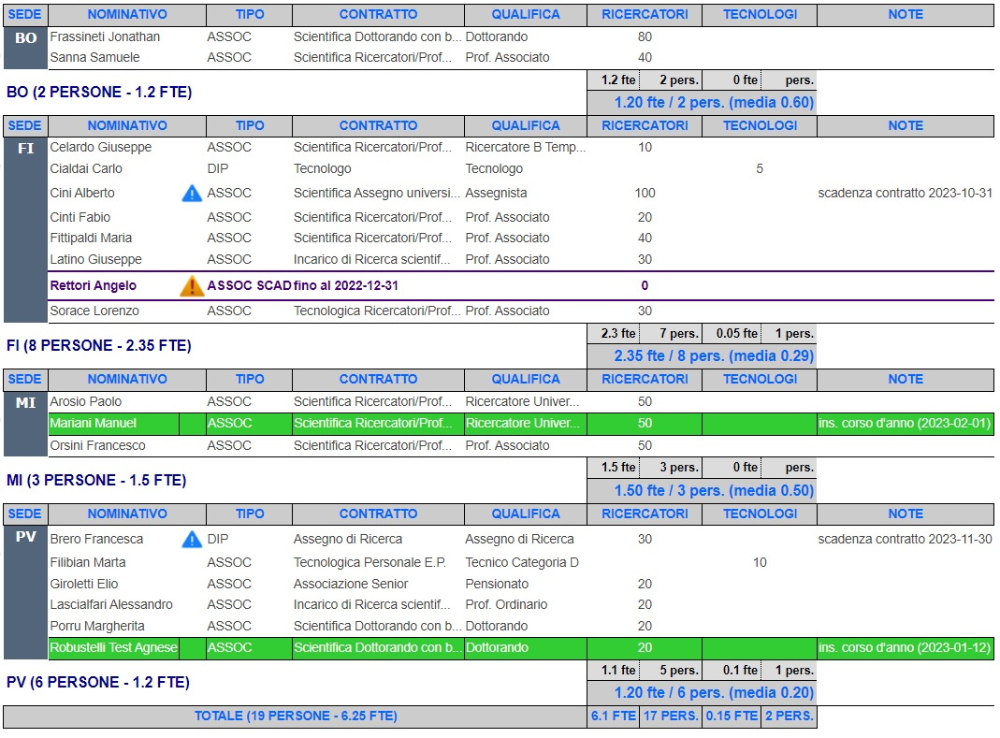 SEDE NOMINATIVO TIPO CONTRATTO QUALIFICA RICERCATORI TECNOLOGI NOTE
BO Frassineti Jonathan ASSOC Scientifica Dottorando con b... Dottorando 80
Sanna Samuele ASSOC Scientifica Ricercatori/Prof... Prof. Associato 40
1.2 fte 2 pers. 0 fte pers.
BO (2 PERSONE - 1.2 FTE)
1.20 fte / 2 pers. (media 0.60)
SEDE NOMINATIVO TIPO CONTRATTO QUALIFICA RICERCATORI TECNOLOGI NOTE
FI Celardo Giuseppe ASSOC Scientifica Ricercatori/Prof... Ricercatore B Temp... 10
Cialdai Carlo DIP Tecnologo Tecnologo 5
Cini Alberto ASSOC Scientifica Assegno universi... Assegnista 100 scadenza contratto 2023-10-31
Cinti Fabio ASSOC Scientifica Ricercatori/Prof... Prof. Associato 20
Fittipaldi Maria ASSOC Scientifica Ricercatori/Prof... Prof. Associato 40
Latino Giuseppe ASSOC Incarico di Ricerca scientif... Prof. Associato 30
Rettori Angelo ASSOC SCAD fino al 2022-12-31 0
Sorace Lorenzo ASSOC Tecnologica Ricercatori/Prof... Prof. Associato 30
2.3 fte 7 pers. 0.05 fte 1 pers.
FI (8 PERSONE - 2.35 FTE)
2.35 fte / 8 pers. (media 0.29)
SEDE NOMINATIVO TIPO CONTRATTO QUALIFICA RICERCATORI TECNOLOGI NOTE
MI Arosio Paolo ASSOC Scientifica Ricercatori/Prof... Ricercatore Univer... 50
Mariani Manuel ASSOC Scientifica Ricercatori/Prof... Ricercatore Univer... 50 ins. corso d'anno (2023-02-01)
Orsini Francesco ASSOC Scientifica Ricercatori/Prof... Prof. Associato 50
1.5 fte 3 pers. 0 fte pers.
MI (3 PERSONE - 1.5 FTE)
1.50 fte / 3 pers. (media 0.50)
SEDE NOMINATIVO TIPO CONTRATTO QUALIFICA RICERCATORI TECNOLOGI NOTE
PV Brero Francesca DIP Assegno di Ricerca Assegno di Ricerca 30 scadenza contratto 2023-11-30
Filibian Marta ASSOC Tecnologica Personale E.P. Tecnico Categoria D 10
Giroletti Elio ASSOC Associazione Senior Pensionato 20
Lascialfari Alessandro ASSOC Incarico di Ricerca scientif... Prof. Ordinario 20
Porru Margherita ASSOC Scientifica Dottorando con b... Dottorando 20
Robustelli Test Agnese ASSOC Scientifica Dottorando con b... Dottorando 20 ins. corso d'anno (2023-01-12)
1.1 fte 5 pers. 0.1 fte 1 pers.
PV (6 PERSONE - 1.2 FTE)
1.20 fte / 6 pers. (media 0.20)
TOTALE (19 PERSONE - 6.25 FTE) 6.1 FTE 17 PERS. 0.15 FTE 2 PERS.